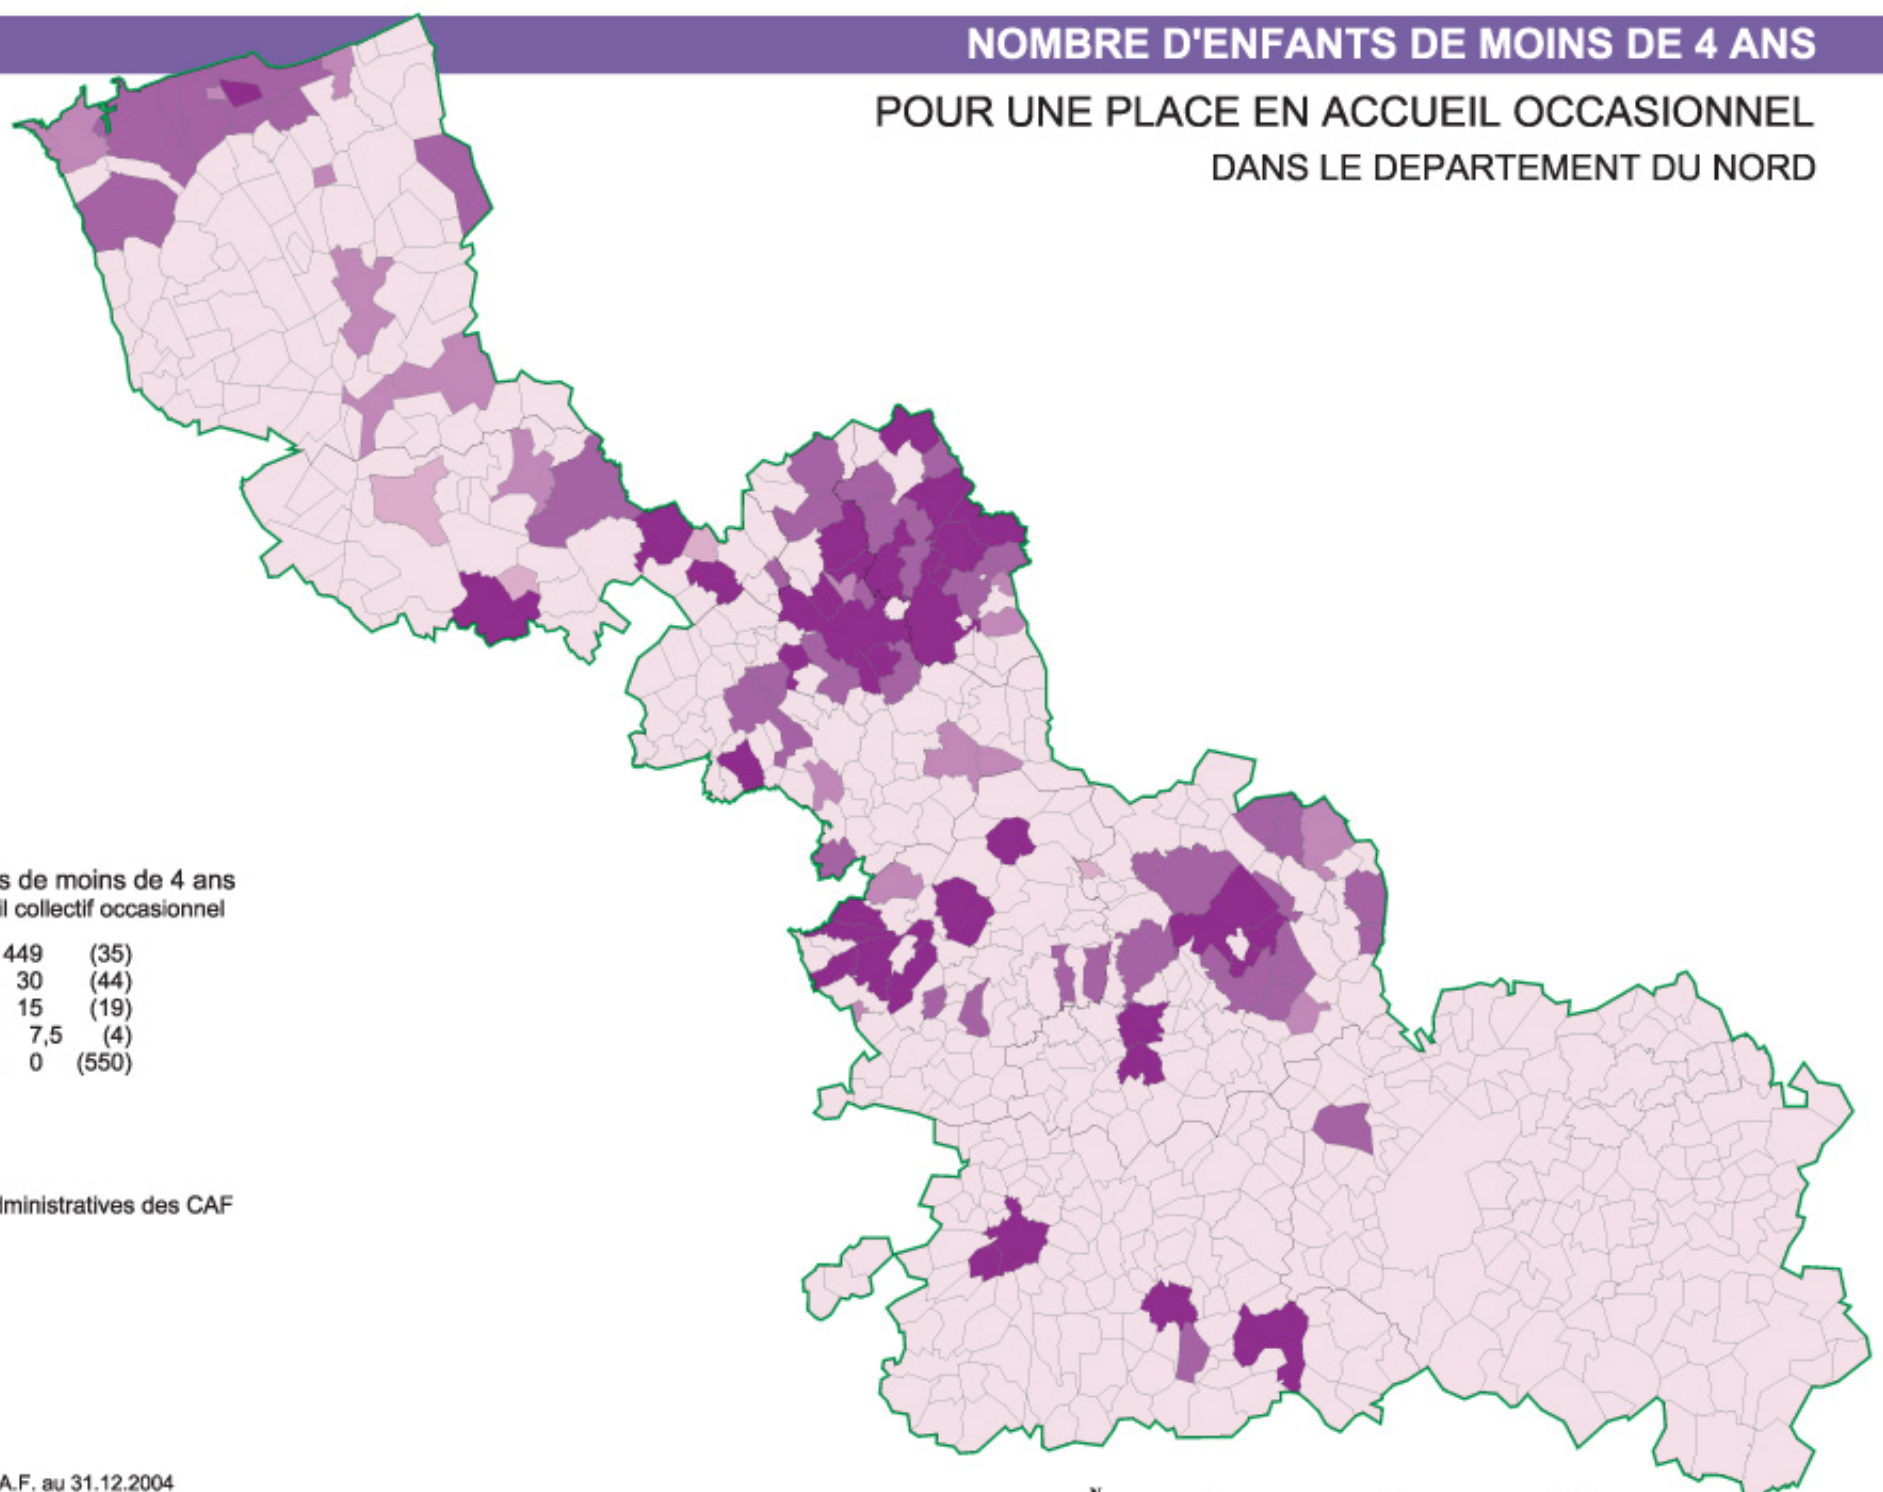 NOMBRE D'ENFANTS DE MOINS DE 4 ANS
POUR UNE PLACE EN ACCUEIL OCCASIONNEL
DANS LE DEPARTEMENT DU NORD
s de moins de 4 ans
il collectif occasionnel
449 (35)
30 (44)
15 (19)
7,5 (4)
0 (550)
ministratives des CAF
A.F. au 31.12.2004